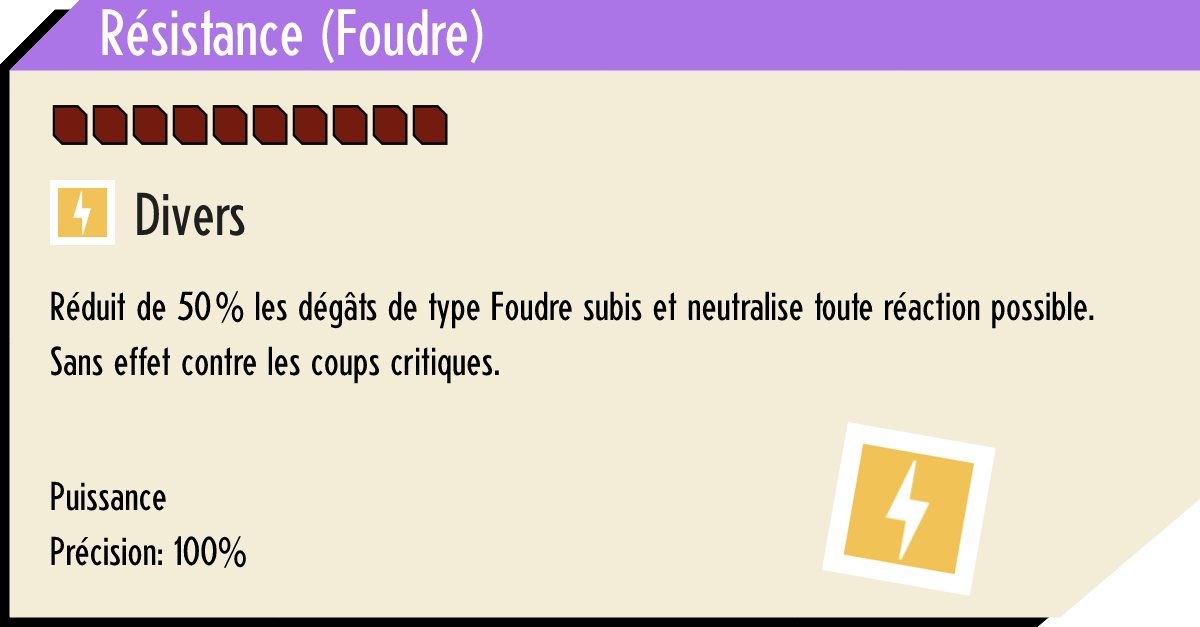 Résistance (Foudre)
Divers
Réduit de 50% les dégâts de type Foudre subis et neutralise toute réaction possible.
Sans effet contre les coups critiques.
Puissance
Précision: 100%